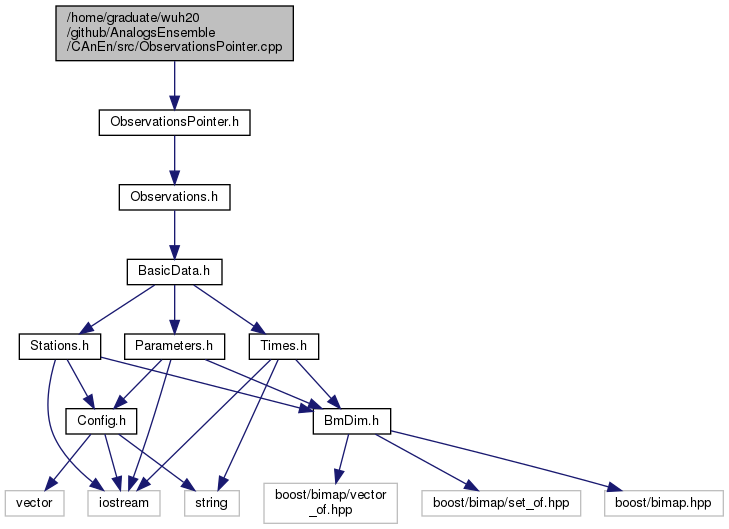 /home/graduate/wuh20
/github/AnalogsEnsemble
/CAnEn/src/ObservationsPointer.cpp
ObservationsPointer.h
Observations.h
BasicData.h
Stations.h
Parameters.h
Times.h
Config.h
BmDim.h
vector
iostream
string
boost/bimap/vector
_of.hpp
boost/bimap/set_of.hpp
boost/bimap.hpp